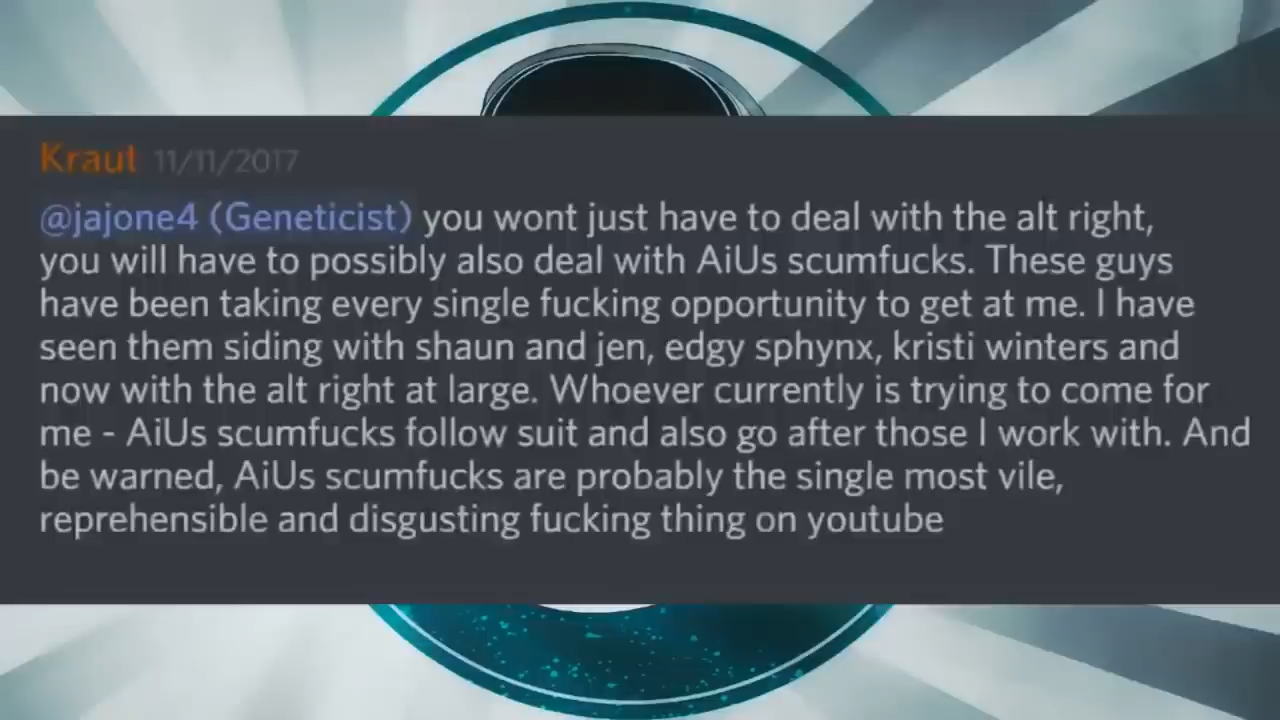 Kraut 11/11/2017
@jajone4 (Geneticist) you wont just have to deal with the alt right,
you will have to possibly also deal with AiUs scumfucks. These guys
have been taking every single fucking opportunity to get at me. I have
seen them siding with shaun and jen, edgy sphynx, kristi winters and
now with the alt right at large. Whoever currently is trying to come for
me - AiUs scumfucks follow suit and also go after those I work with. And
be warned, AiUs scumfucks are probably the single most vile,
reprehensible and disgusting fucking thing on youtube